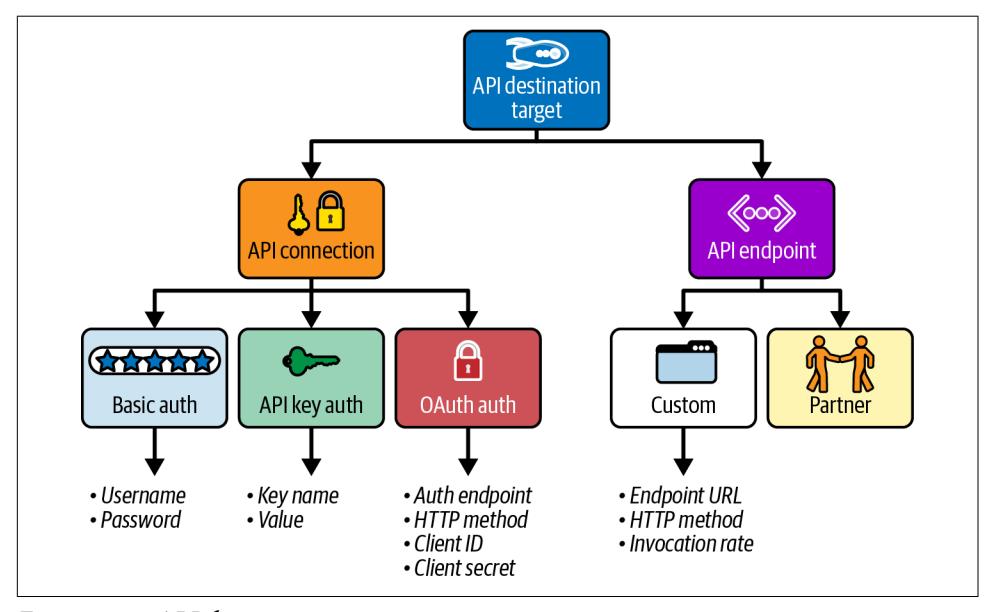 API destination
target
API connection
API endpoint
Basic auth
API key auth
OAuth auth
Custom
Partner
• Username
• Password
• Key name
• Value
• Auth endpoint
• HTTP method
• Client ID
• Client secret
• Endpoint URL
• HTTP method
• Invocation rate